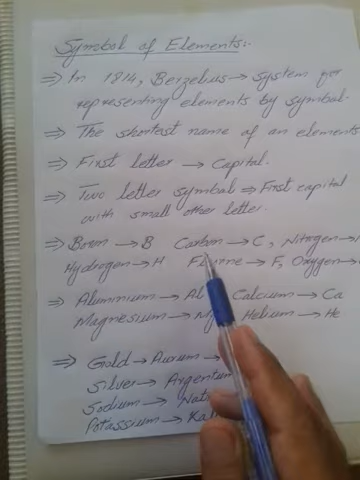 Symbol of Elements:-
⇒ In 1814, Berzelius → System for
representing elements by symbol.
⇒ The shortest name of an elements
⇒ First letter → Capital.
⇒ Two letter symbol ⇒ First capital
with small other letter.
⇒ Boron → B Carbon → C, Nitrogen →
Hydrogen → H → F, Oxygen →
⇒ Aluminium → Al Calcium → Ca
Magnesium → Helium → He
⇒ Gold → Aurum →
Silver → Argentum
Sodium →
Potassium →